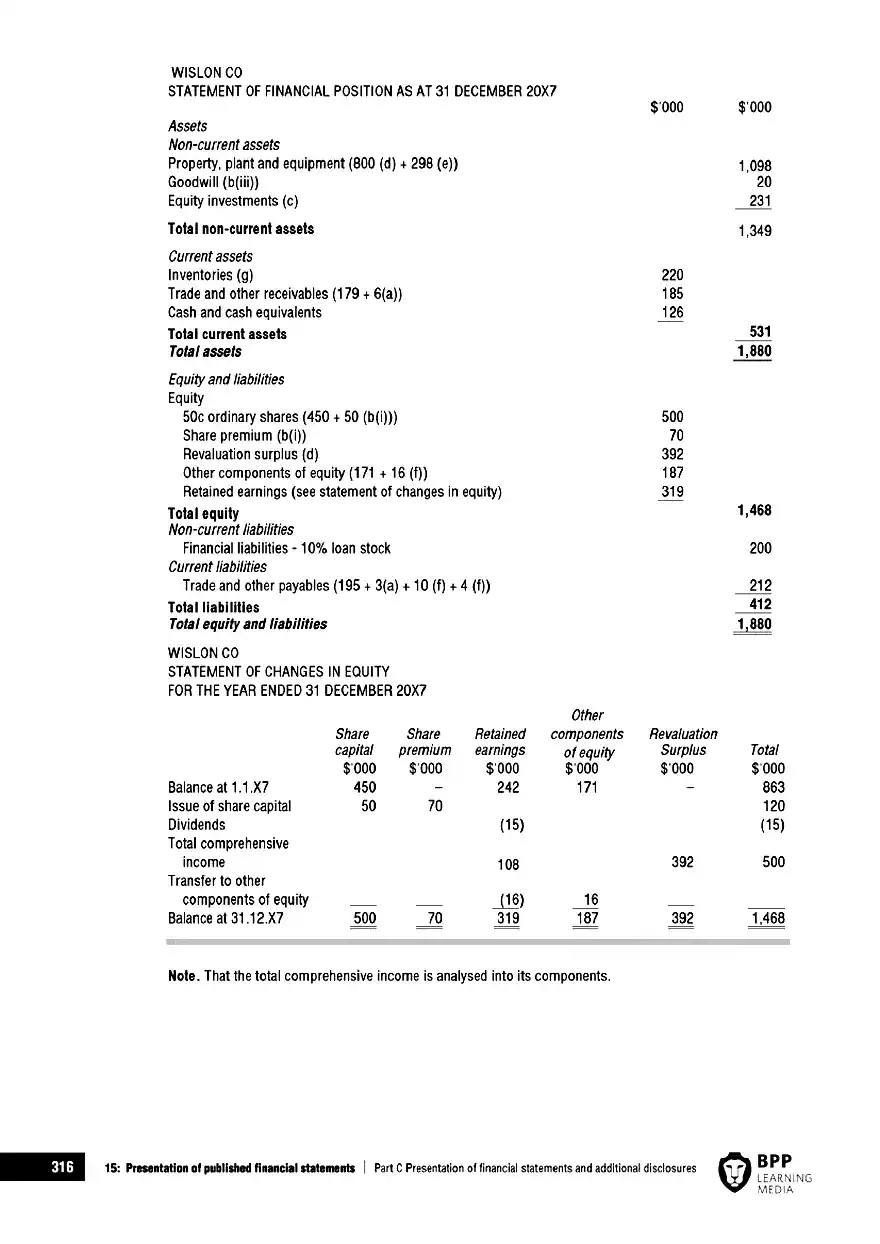 WISLON CO
STATEMENT OF FINANCIAL POSITION AS AT 31 DECEMBER 20X7
$'000 $'000
Assets
Non-current assets
Property, plant and equipment (800 (d) + 298 (e)) 1,098
Goodwill (b(iii)) 20
Equity investments (c) 231
Total non-current assets 1,349
Current assets
Inventories (g) 220
Trade and other receivables (179 + 6(a)) 185
Cash and cash equivalents 126
Total current assets 531
Total assets 1,880
Equity and liabilities
Equity
50c ordinary shares (450 + 50 (b(i))) 500
Share premium (b(i)) 70
Revaluation surplus (d) 392
Other components of equity (171 + 16 (f)) 187
Retained earnings (see statement of changes in equity) 319
Total equity 1,468
Non-current liabilities
Financial liabilities - 10% loan stock 200
Current liabilities
Trade and other payables (195 + 3(a) + 10 (f) + 4 (f)) 212
Total liabilities 412
Total equity and liabilities 1,880
WISLON CO
STATEMENT OF CHANGES IN EQUITY
FOR THE YEAR ENDED 31 DECEMBER 20X7
Other
Share Share Retained components Revaluation
capital premium earnings of equity Surplus Total
$'000 $'000 $'000 $'000 $'000 $'000
Balance at 1.1.X7 450 – 242 171 – 863
Issue of share capital 50 70 120
Dividends (15) (15)
Total comprehensive
income 108 392 500
Transfer to other
components of equity (16) 16
Balance at 31.12.X7 500 70 319 187 392 1,468
Note. That the total comprehensive income is analysed into its components.
316 15: Presentation of published financial statements | Part C Presentation of financial statements and additional disclosures
BPP
LEARNING
MEDIA